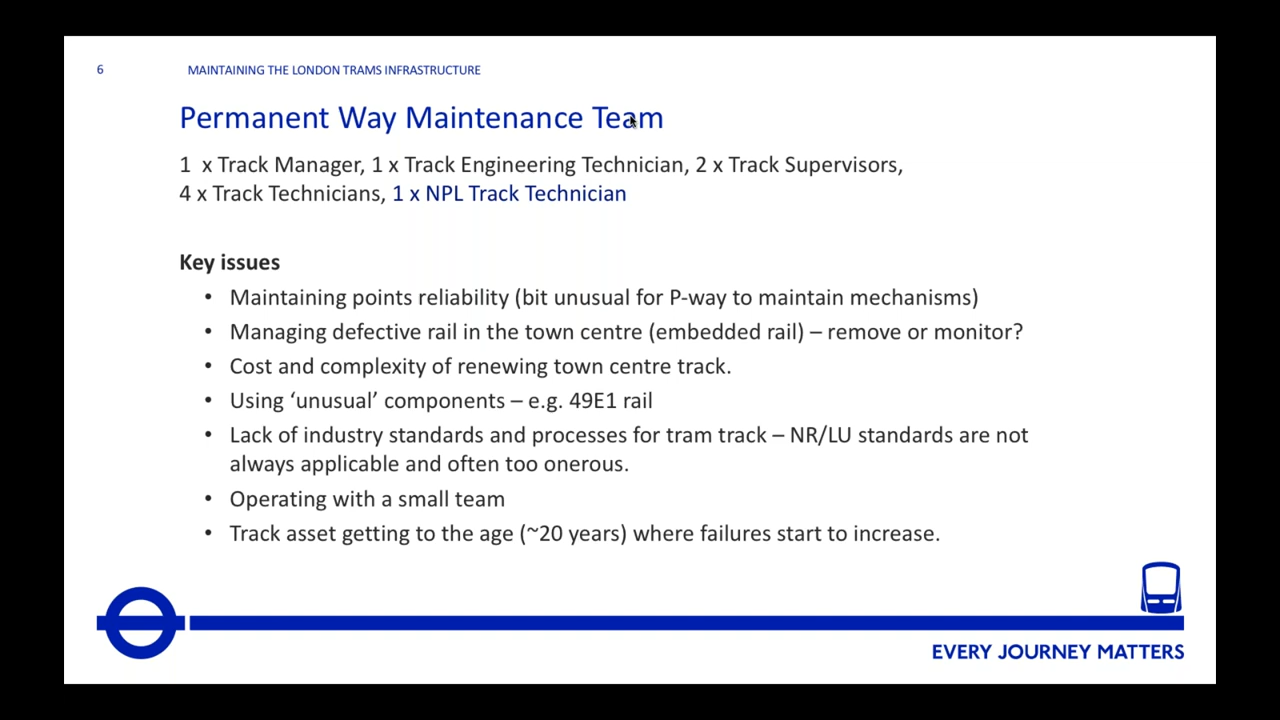 6 MAINTAINING THE LONDON TRAMS INFRASTRUCTURE
Permanent Way Maintenance Team
1  x Track Manager, 1 x Track Engineering Technician, 2 x Track Supervisors,
4 x Track Technicians, 1 x NPL Track Technician
Key issues
• Maintaining points reliability (bit unusual for P-way to maintain mechanisms)
• Managing defective rail in the town centre (embedded rail) – remove or monitor?
• Cost and complexity of renewing town centre track.
• Using ‘unusual’ components – e.g. 49E1 rail
• Lack of industry standards and processes for tram track – NR/LU standards are not
always applicable and often too onerous.
• Operating with a small team
• Track asset getting to the age (~20 years) where failures start to increase.
EVERY JOURNEY MATTERS